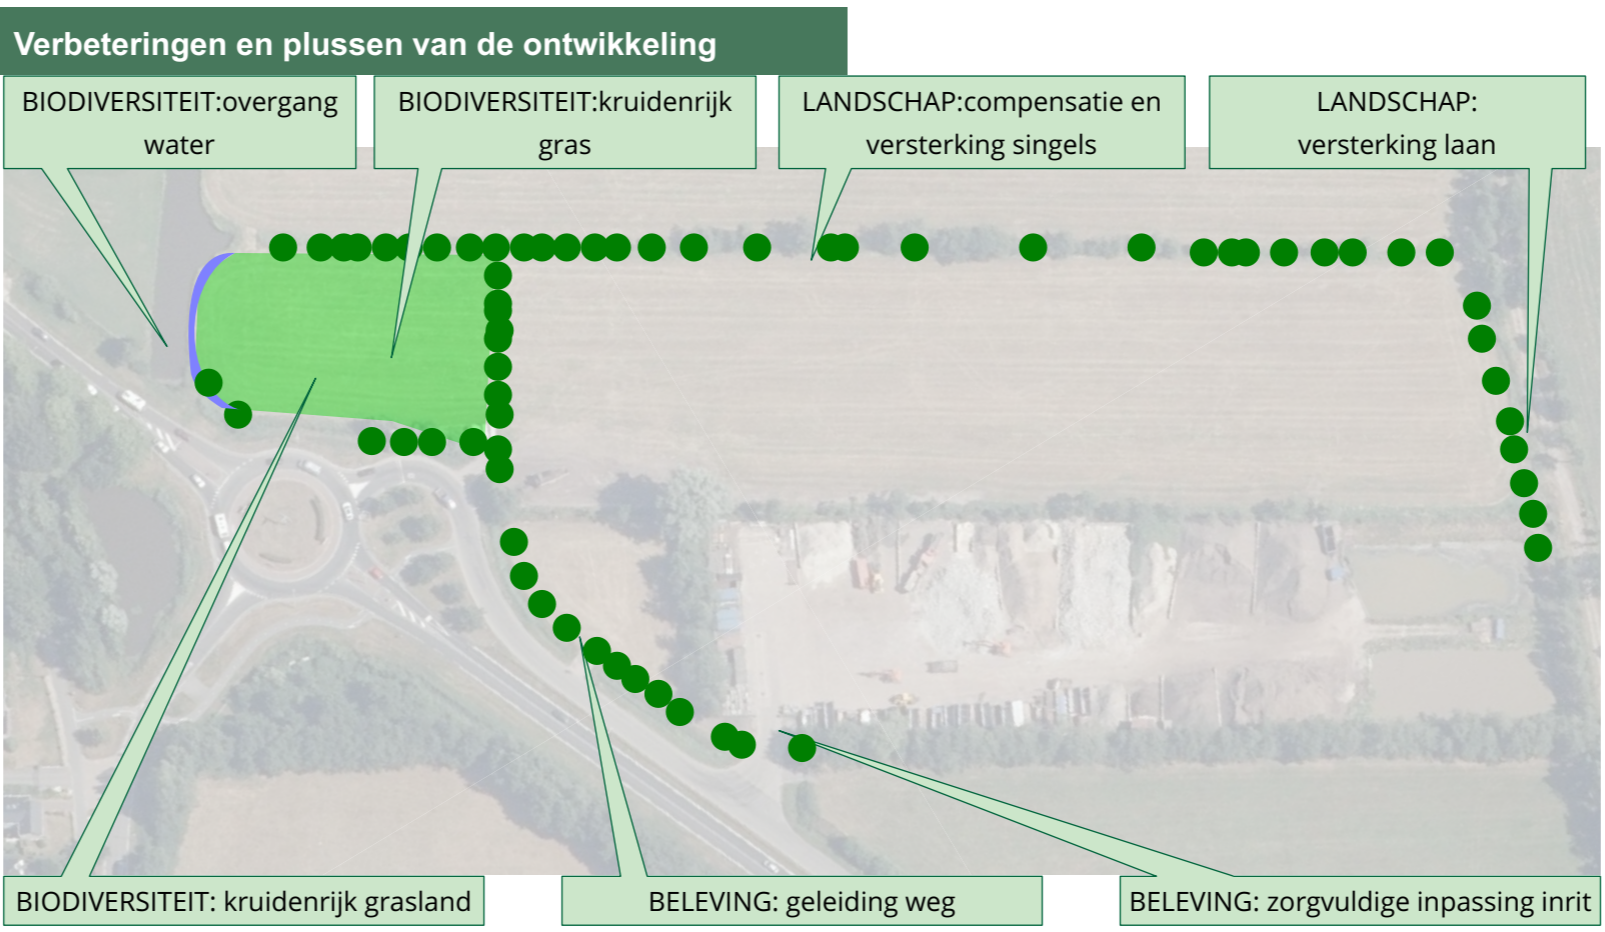 Verbeteringen en plussen van de ontwikkeling
BIODIVERSITEIT:overgang
water
BIODIVERSITEIT:kruidenrijk
gras
LANDSCHAP:compensatie en
versterking singels
LANDSCHAP:
versterking laan
BIODIVERSITEIT: kruidenrijk grasland
BELEVING: geleiding weg
BELEVING: zorgvuldige inpassing inrit